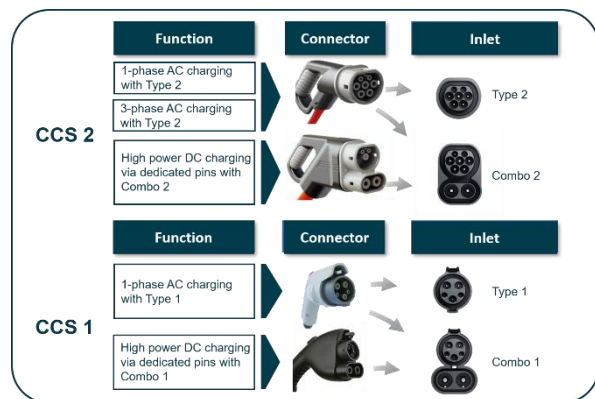 Function
Connector
Inlet
1-phase AC charging
with Type 2
3-phase AC charging
with Type 2
Type 2
CCS 2
High power DC charging
via dedicated pins with
Combo 2
Combo 2
Function
Connector
Inlet
1-phase AC charging
with Type 1
Type 1
CCS 1
High power DC charging
via dedicated pins with
Combo 1
Combo 1